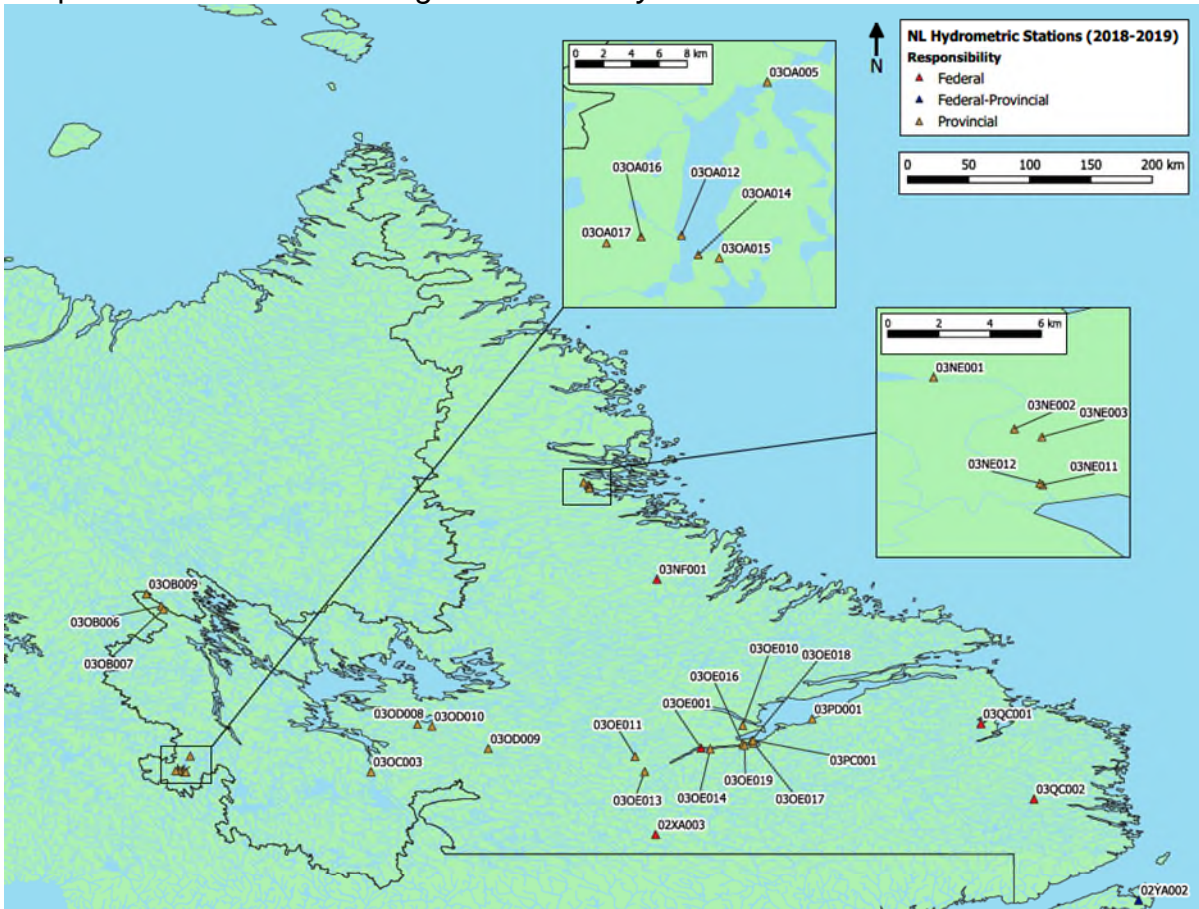 NL Hydrometric Stations (2018-2019)
Responsibility
Federal
Federal-Provincial
Provincial
0 50 100 150 200 km
N
0 2 4 6 8 km
03OA005
03OA016
03OA012
03OA014
03OA017
03OA015
0 2 4 6 km
03NE001
03NE002
03NE003
03NE012
03NE011
03NF001
03OB009
03OB006
03OB007
03OE010
03OE018
03OE016
03OE001
03PD001
03OD008
03OD010
03OE011
03QC001
03OD009
03OC003
03PC001
03OE019
03OE013
03OE014
03OE017
03QC002
02XA003
02YA002